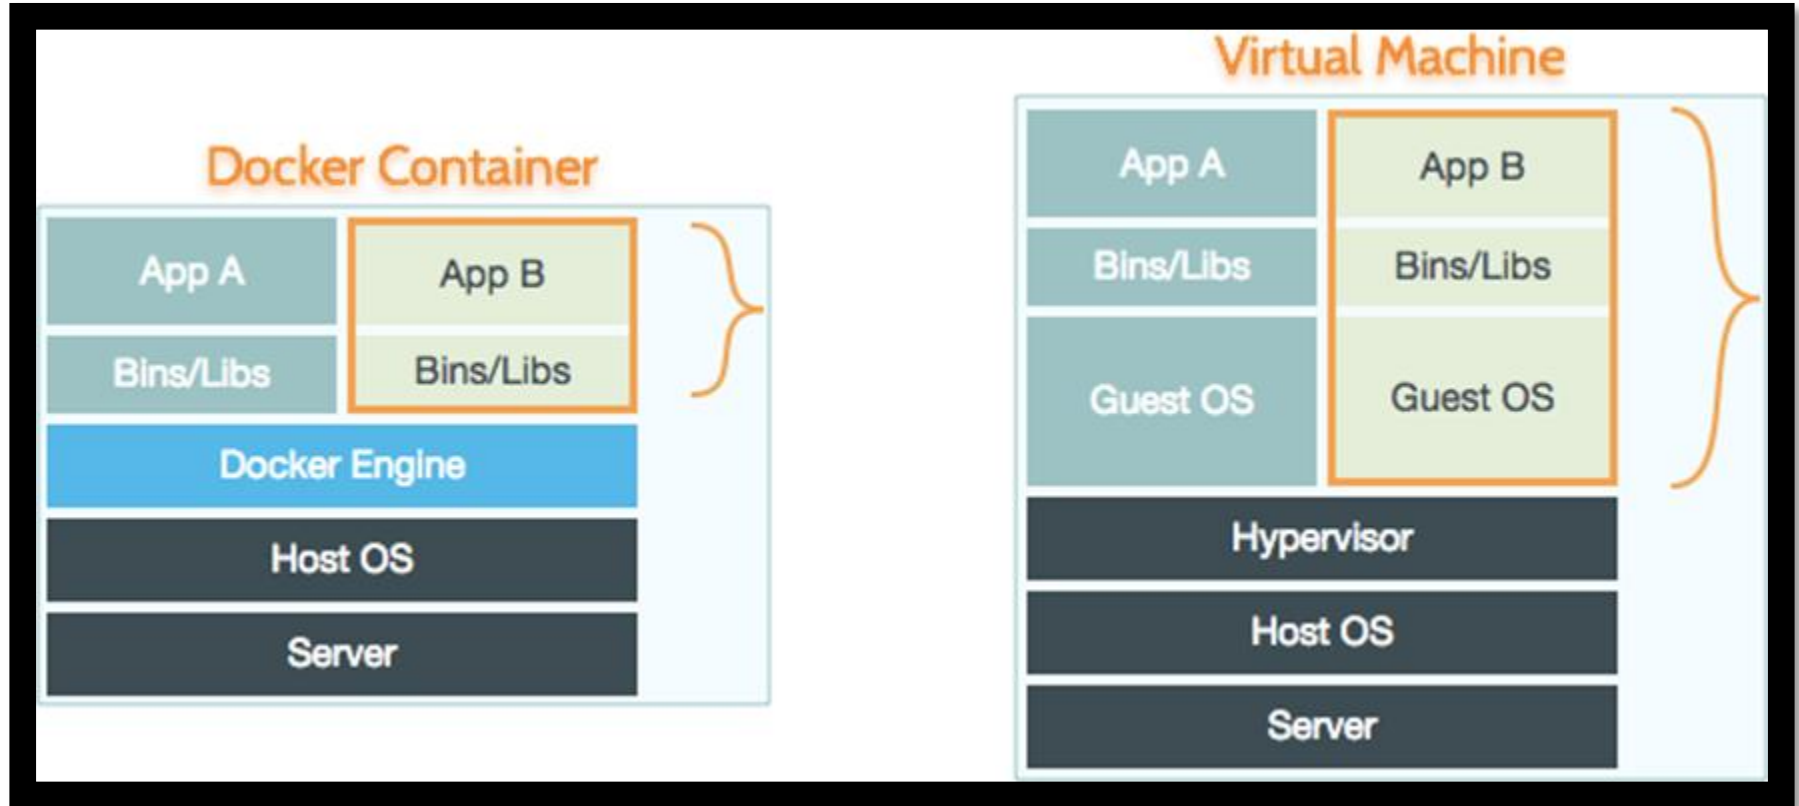 Docker Container
App A
App B
Bins/Libs
Bins/Libs
Docker Engine
Host OS
Server
Virtual Machine
App A
App B
Bins/Libs
Bins/Libs
Guest OS
Guest OS
Hypervisor
Host OS
Server